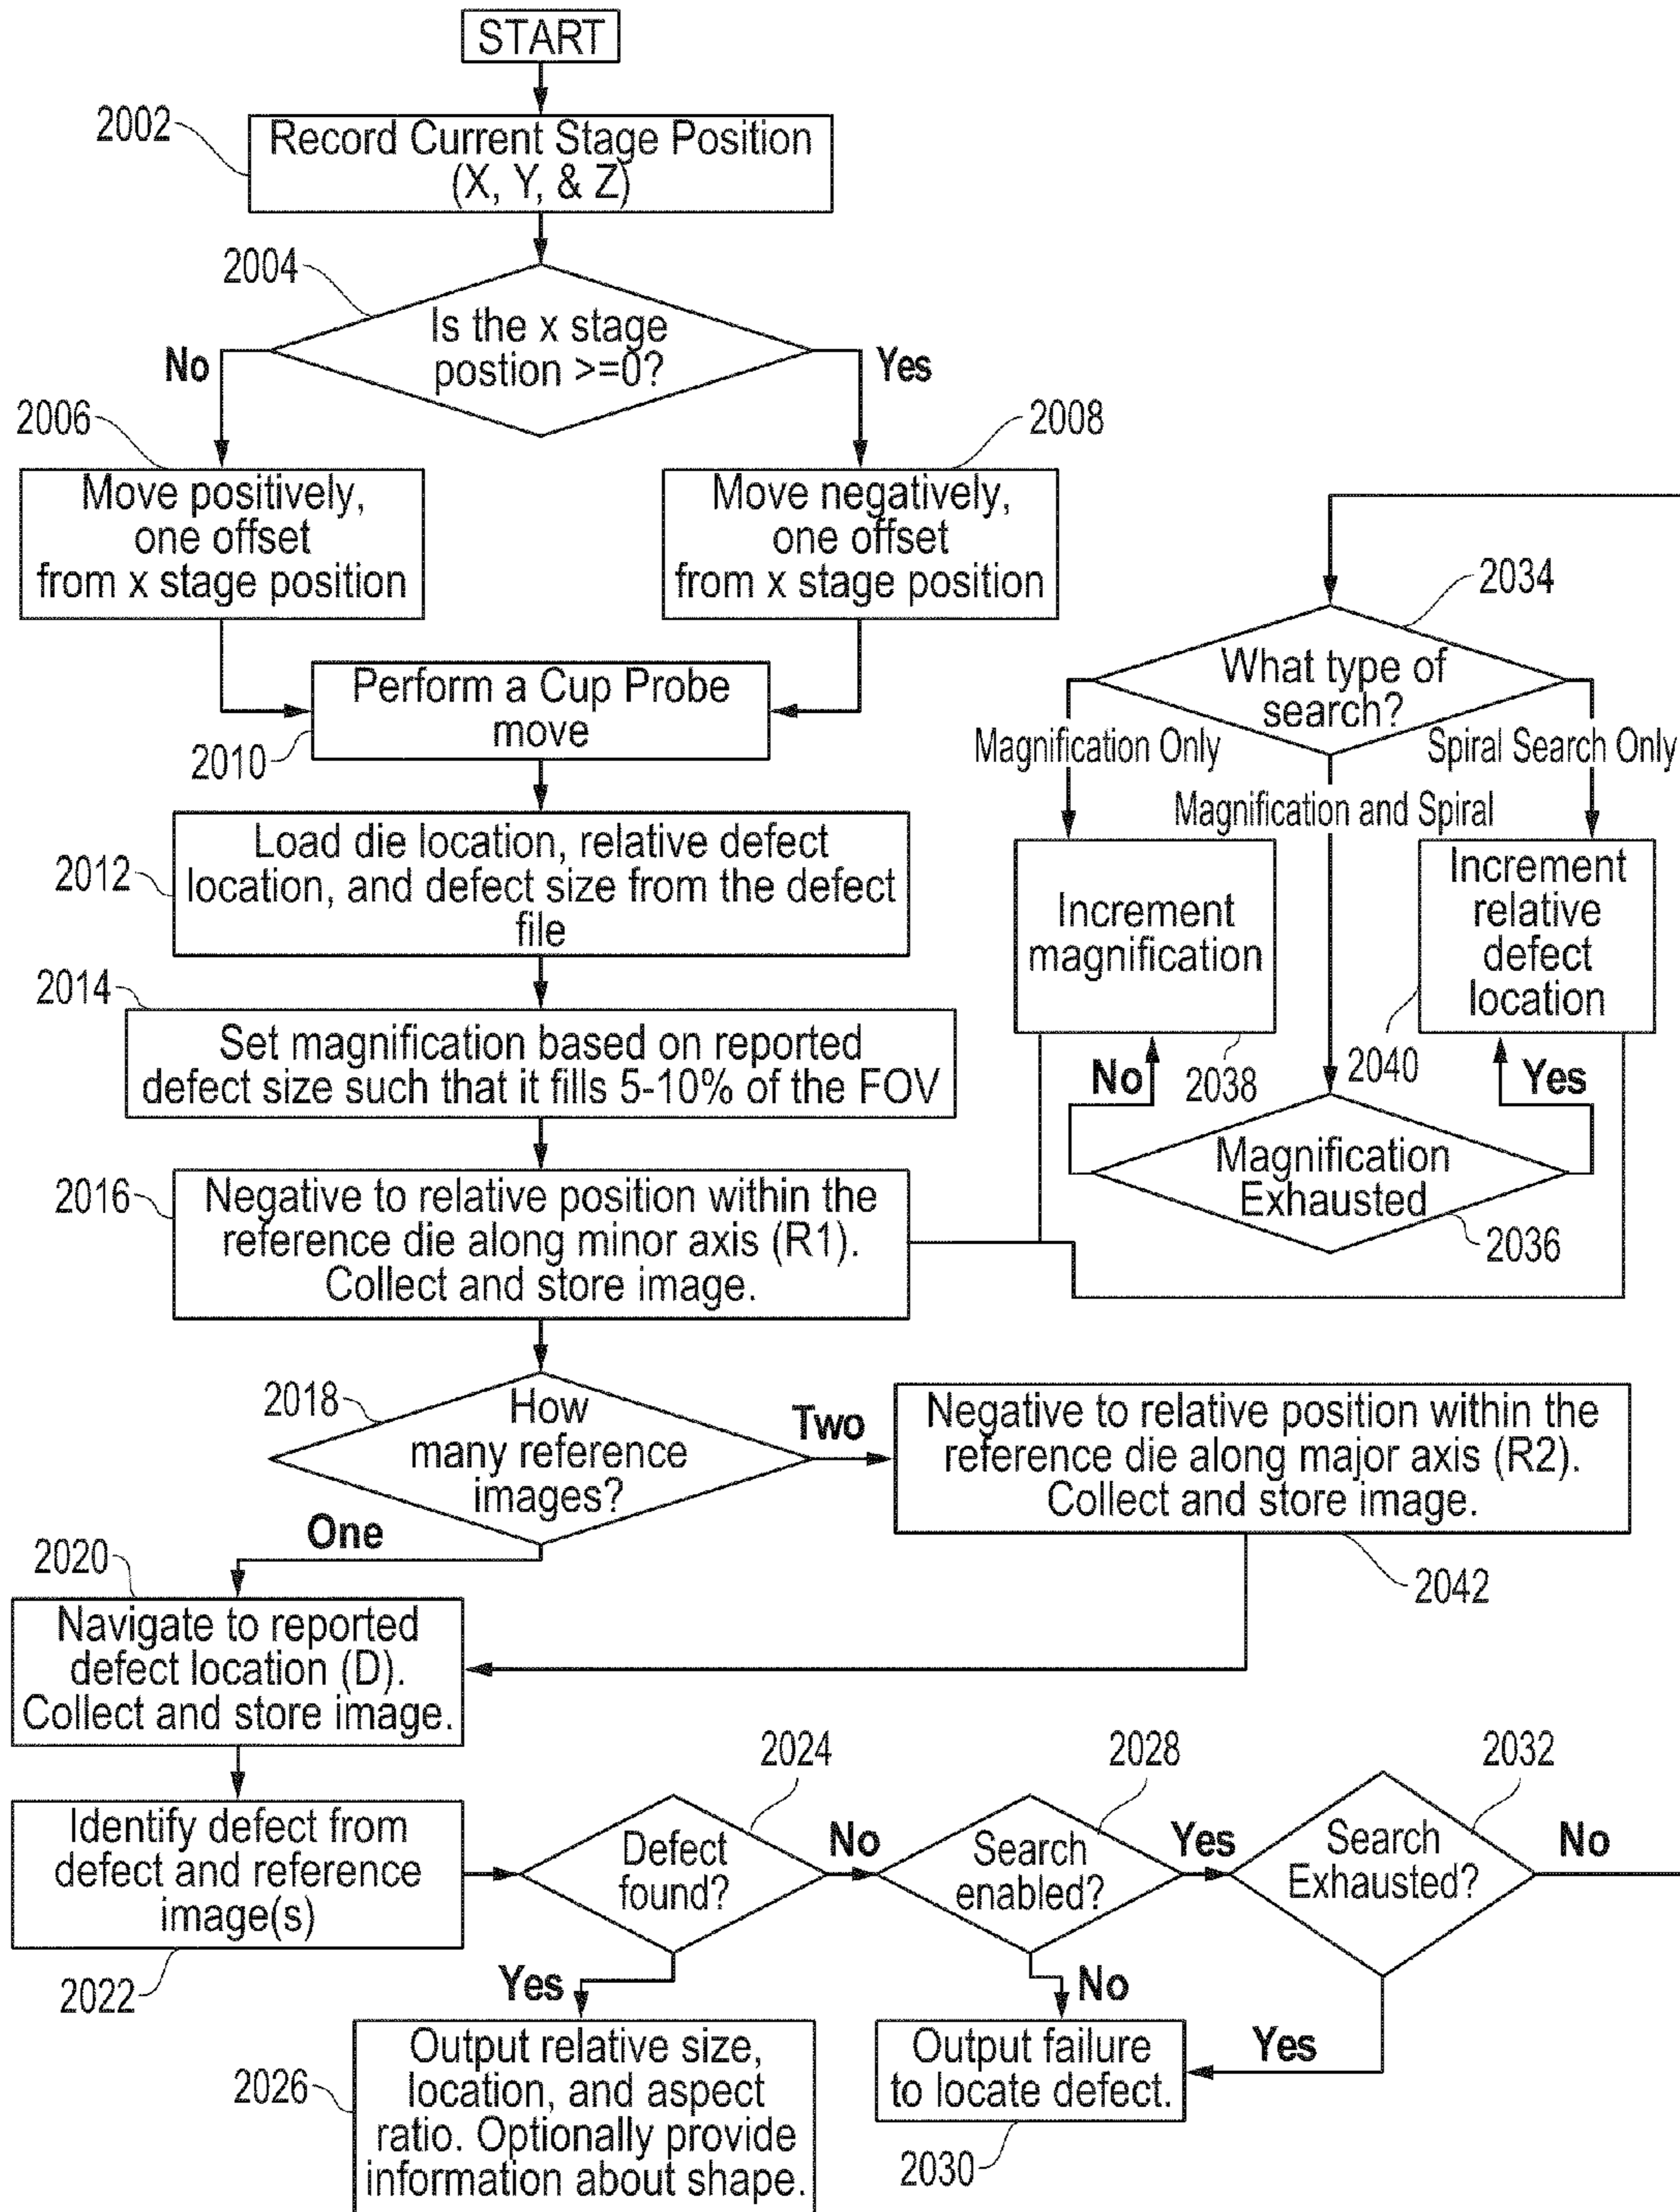 START
2002
Record Current Stage Position
(X, Y, & Z)
2004
Is the x stage
postion >=0?
No
Yes
2006
2008
Move positively,
one offset
from x stage position
Move negatively,
one offset
from x stage position
2034
What type of
search?
Perform a Cup Probe
move
2010
Magnification Only
Spiral Search Only
Magnification and Spiral
2012
Load die location, relative defect
location, and defect size from the defect
file
Increment
magnification
Increment
relative
defect
location
2014
Set magnification based on reported
defect size such that it fills 5-10% of the FOV
No
2038
2040
Yes
Magnification
Exhausted
2036
2016
Negative to relative position within the
reference die along minor axis (R1).
Collect and store image.
2018
How
many reference
images?
Two
One
Negative to relative position within the
reference die along major axis (R2).
Collect and store image.
2042
2020
Navigate to reported
defect location (D).
Collect and store image.
2024
2028
2032
Identify defect from
defect and reference
image(s)
2022
Defect
found?
No
Search
enabled?
Yes
Search
Exhausted?
No
Yes
No
Yes
2026
Output relative size,
location, and aspect
ratio. Optionally provide
information about shape.
Output failure
to locate defect.
2030